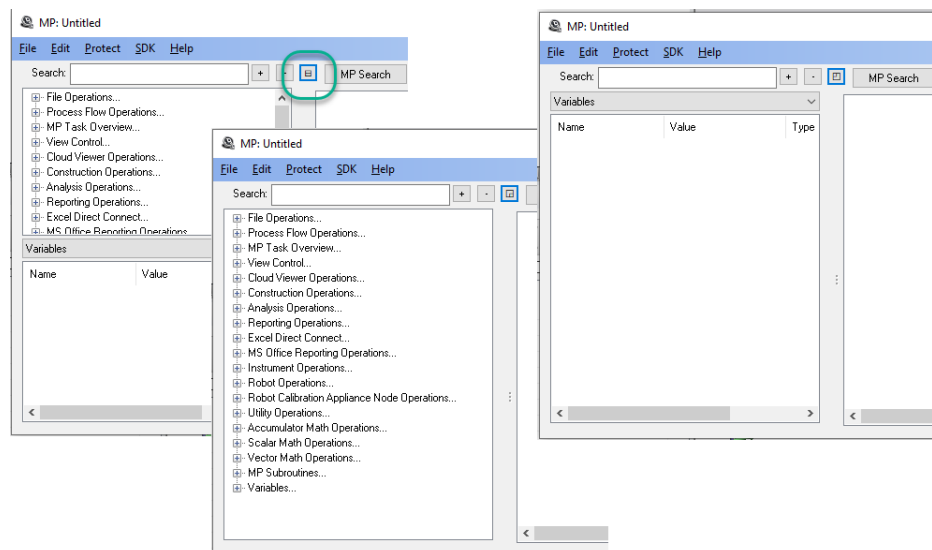 MP: Untitled
File Edit Protect SDK Help
Search: + - MP Search
File Operations...
Process Flow Operations...
MP Task Overview...
View Control...
Cloud Viewer Operations...
Construction Operations...
Analysis Operations...
Reporting Operations...
Excel Direct Connect...
MS Office Reporting Operations
Variables
Name Value
MP: Untitled
File Edit Protect SDK Help
Search: + -
File Operations...
Process Flow Operations...
MP Task Overview...
View Control...
Cloud Viewer Operations...
Construction Operations...
Analysis Operations...
Reporting Operations...
Excel Direct Connect...
MS Office Reporting Operations...
Instrument Operations...
Robot Operations...
Robot Calibration Appliance Node Operations...
Utility Operations...
Accumulator Math Operations...
Scalar Math Operations...
Vector Math Operations...
MP Subroutines...
Variables...
MP: Untitled
File Edit Protect SDK Help
Search: + - MP Search
Variables
Name Value Type